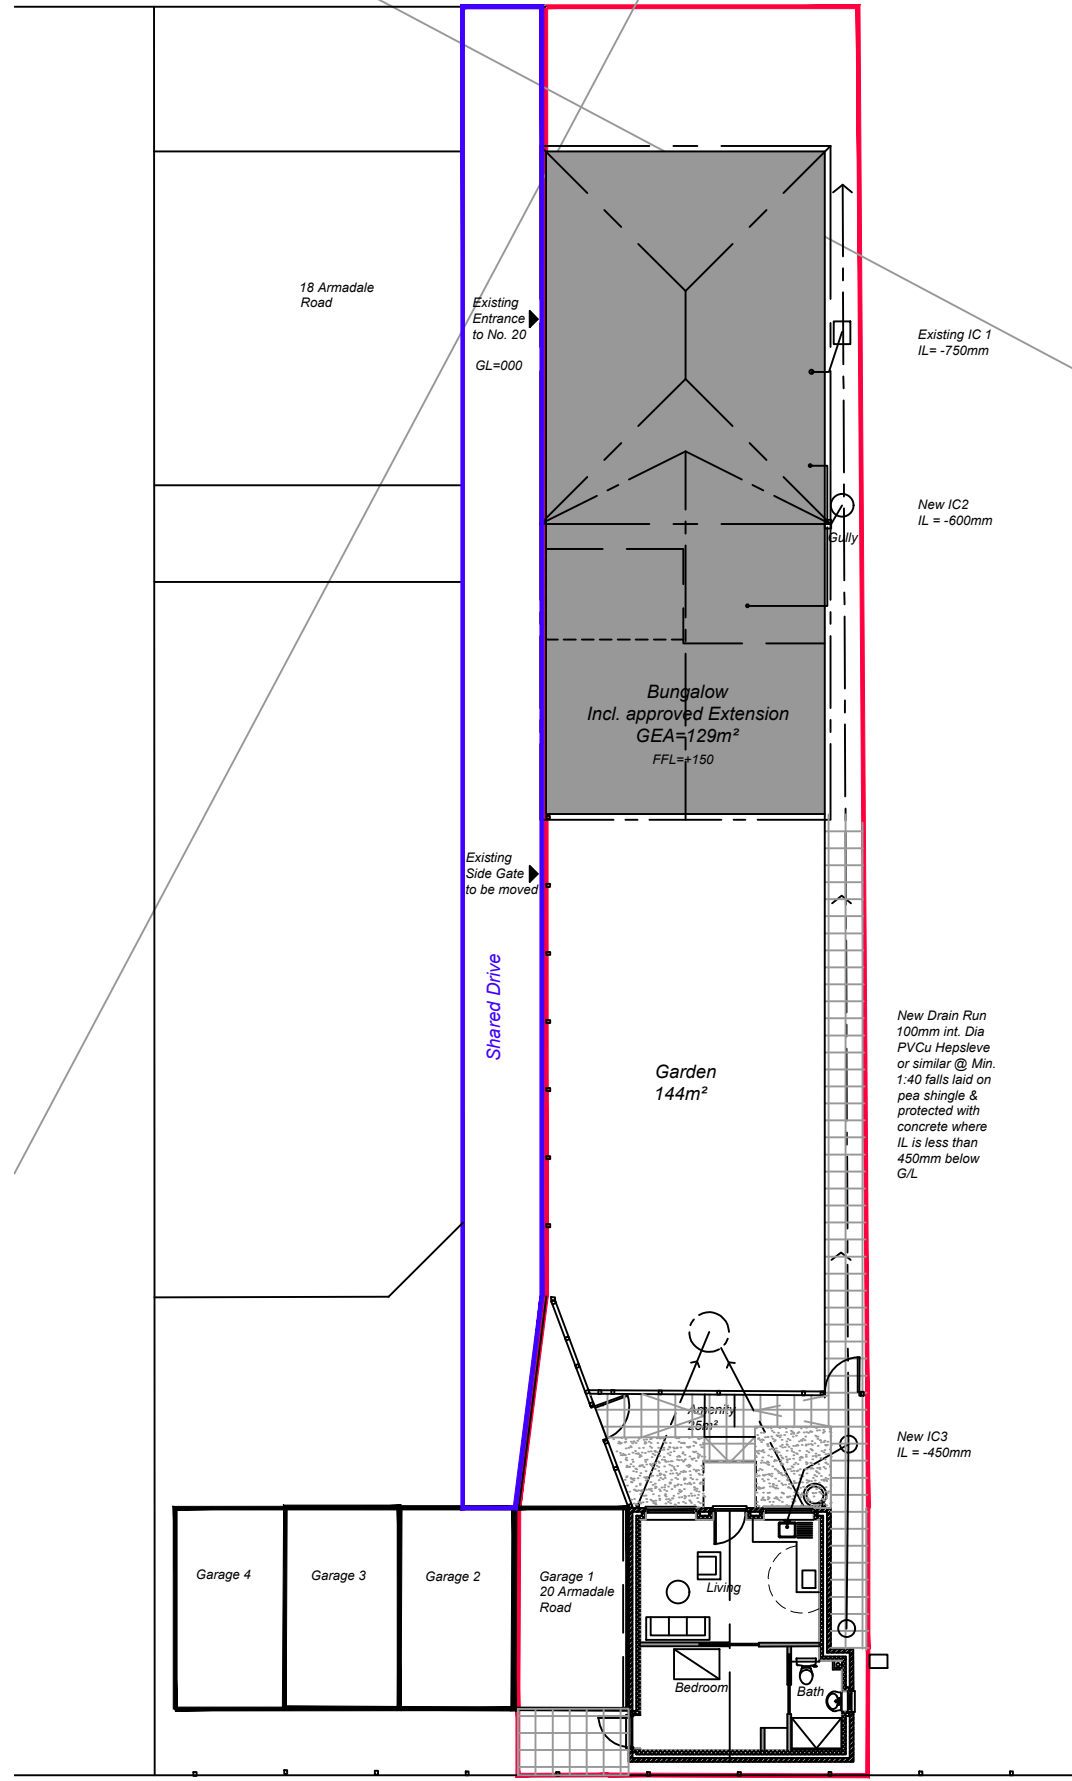 18 Armadale
Road
Existing
Entrance
to No. 20
GL=000
Existing IC 1
IL= -750mm
New IC2
IL = -600mm
Gully
Bungalow
Incl. approved Extension
GEA=129m²
FFL=+150
Existing
Side Gate
to be moved
Shared Drive
Garden
144m²
New Drain Run
100mm int. Dia
PVCu Hepsleve
or similar @ Min.
1:40 falls laid on
pea shingle &
protected with
concrete where
IL is less than
450mm below
G/L
Amenity
25m²
New IC3
IL = -450mm
Garage 4
Garage 3
Garage 2
Garage 1
20 Armadale
Road
Living
Bedroom
Bath